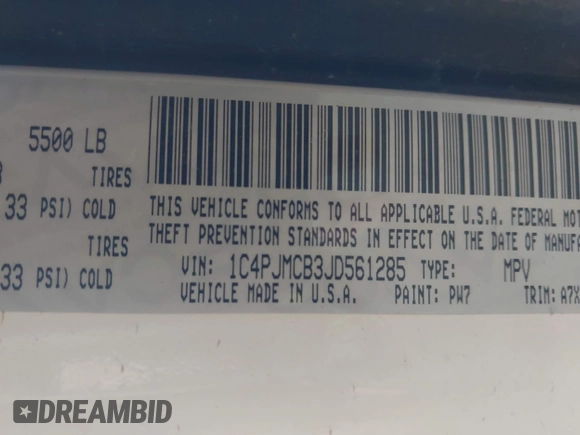 5500 LB
TIRES
33 PSI) COLD
THIS VEHICLE CONFORMS TO ALL APPLICABLE U.S.A. FEDERAL
TIRES
THEFT PREVENTION STANDARDS IN EFFECT ON THE DATE OF
33 PSI) COLD
VIN: 1C4PJMCB3JD561285 TYPE: MPV
VEHICLE MADE IN U.S.A. PAINT: PW7 TRIM: A7X
DREAMBID